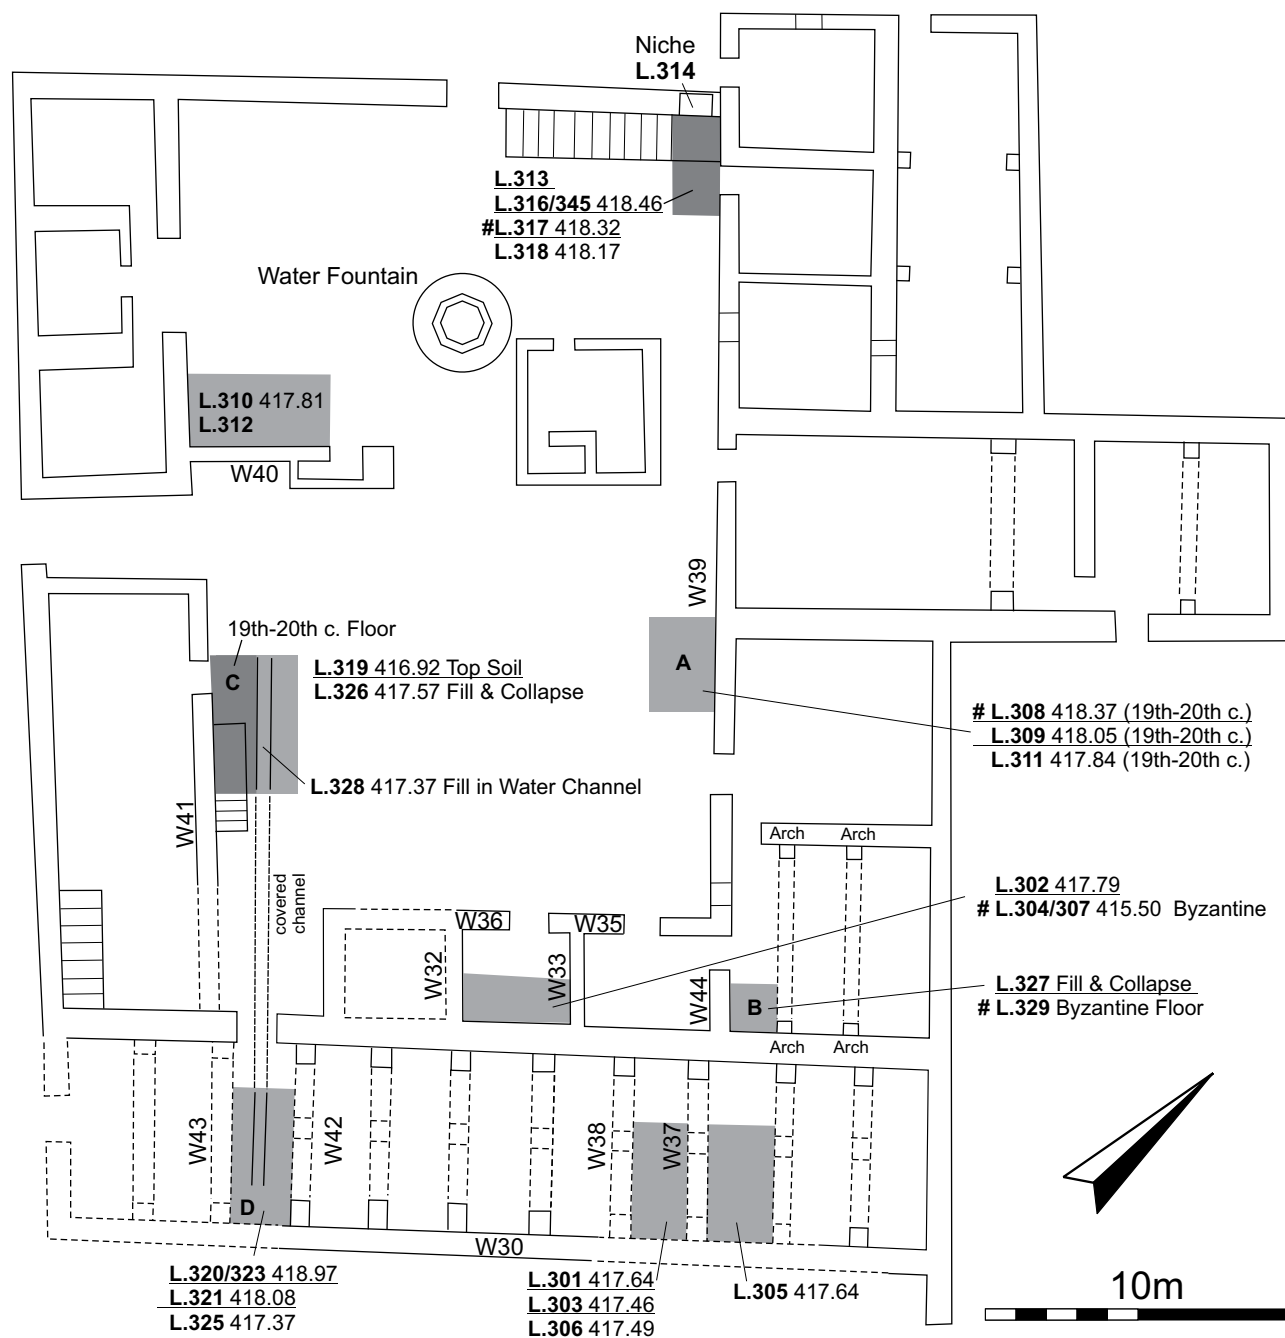 Niche
L.314
L.313
L.316/345 418.46
#L.317 418.32
L.318 418.17
Water Fountain
L.310 417.81
L.312
W40
W39
19th-20th c. Floor
C
L.319 416.92 Top Soil
L.326 417.57 Fill & Collapse
A
# L.308 418.37 (19th-20th c.)
L.309 418.05 (19th-20th c.)
L.311 417.84 (19th-20th c.)
L.328 417.37 Fill in Water Channel
W41
covered
channel
Arch
Arch
L.302 417.79
# L.304/307 415.50 Byzantine
W36
W35
W32
W33
W44
B
L.327 Fill & Collapse
# L.329 Byzantine Floor
Arch
Arch
W43
W42
W38
W37
D
W30
L.320/323 418.97
L.321 418.08
L.325 417.37
L.301 417.64
L.303 417.46
L.306 417.49
L.305 417.64
10m